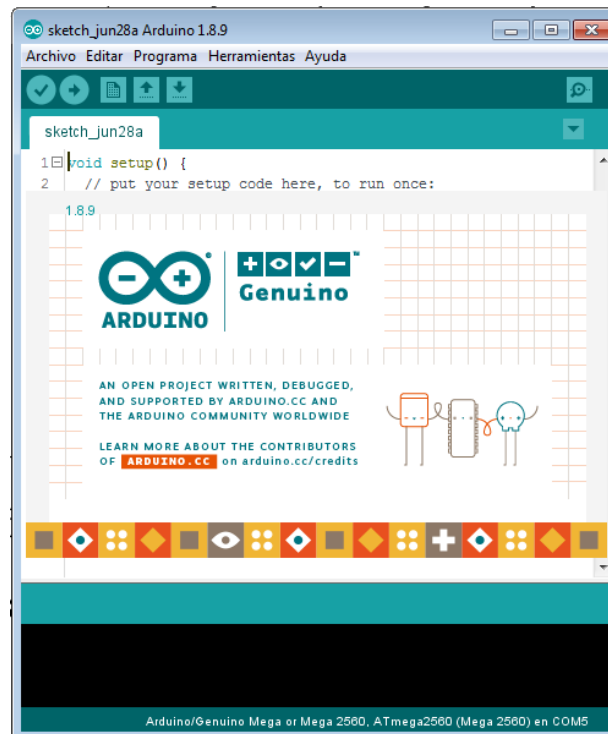 sketch_jun28a Arduino 1.8.9
Archivo Editar Programa Herramientas Ayuda
sketch_jun28a
1 void setup() {
2 // put your setup code here, to run once:
1.8.9
ARDUINO
Genuino
AN OPEN PROJECT WRITTEN, DEBUGGED,
AND SUPPORTED BY ARDUINO.CC AND
THE ARDUINO COMMUNITY WORLDWIDE
LEARN MORE ABOUT THE CONTRIBUTORS
OF ARDUINO.CC on arduino.cc/credits
Arduino/Genuino Mega or Mega 2560, ATmega2560 (Mega 2560) en COM5